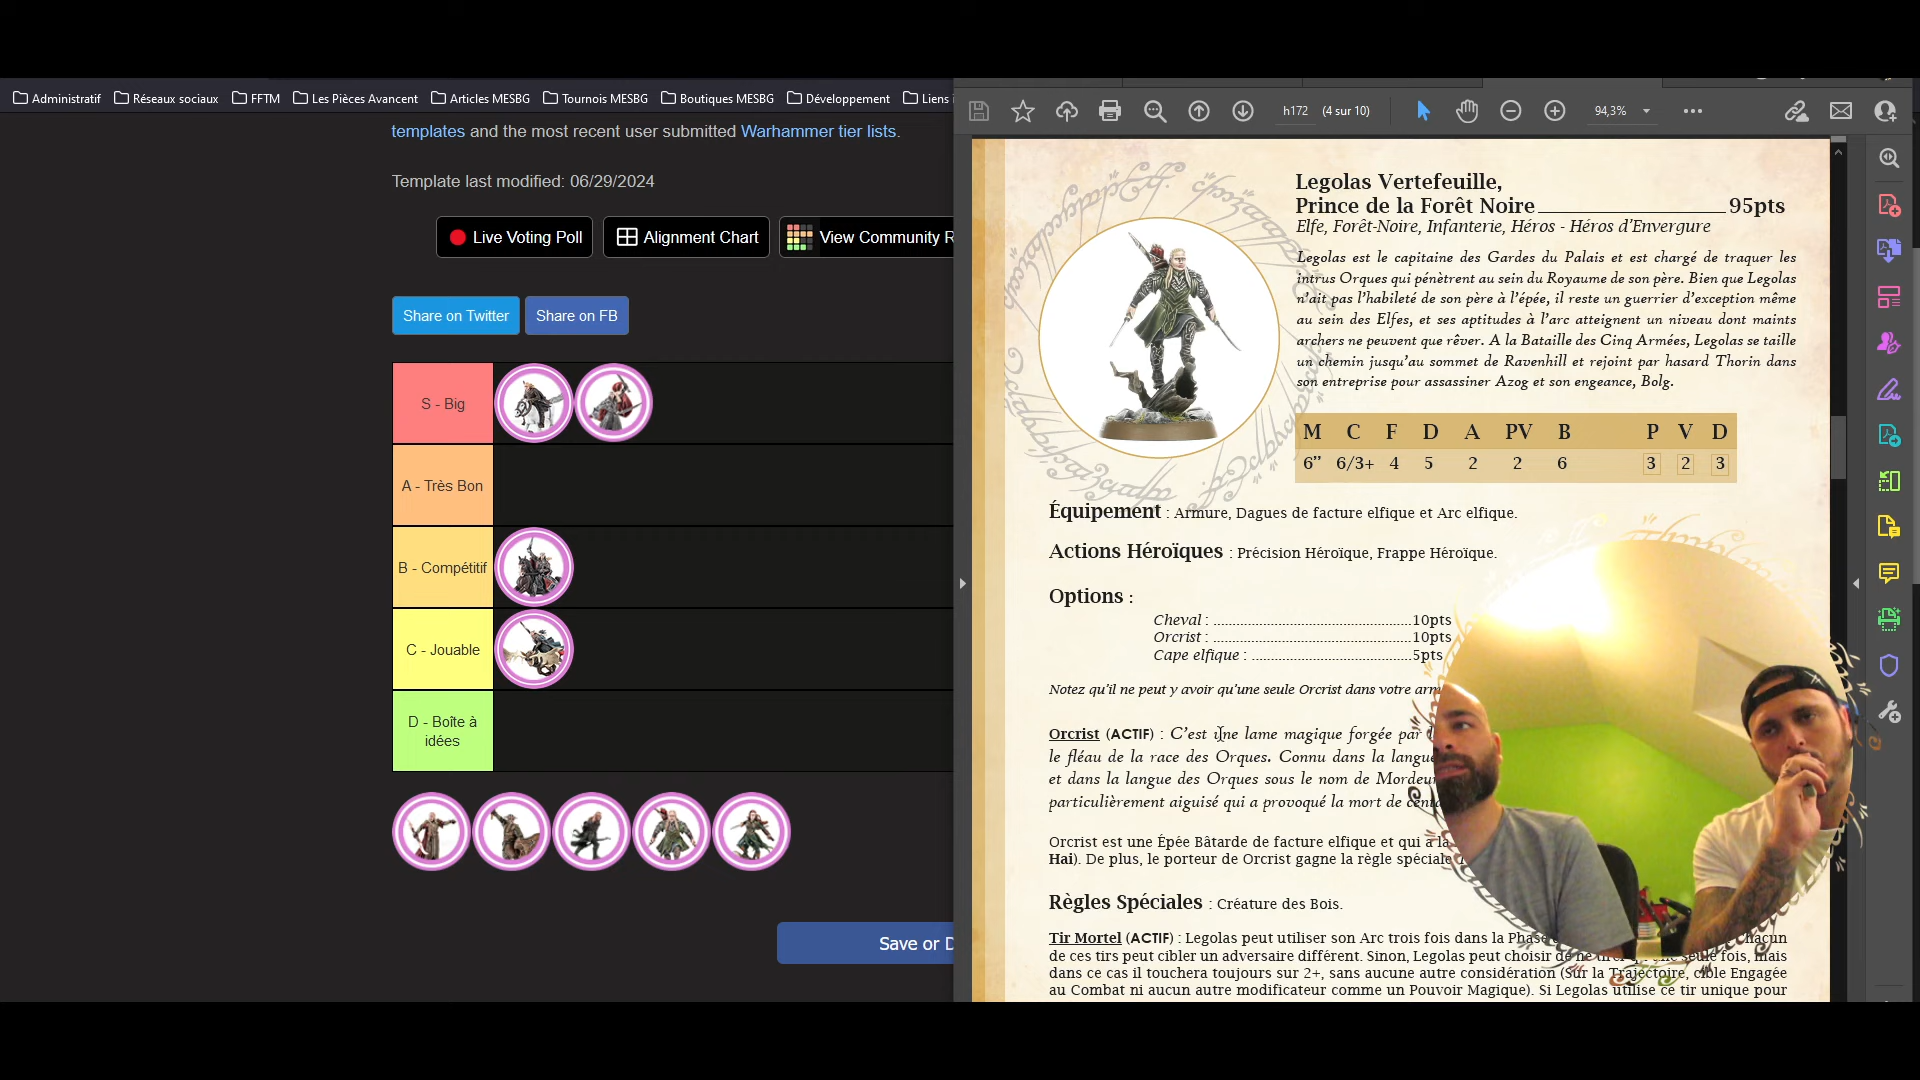 Administratif Réseaux sociaux FFTM Les Pièces Avancent Articles MESBG Tournois MESBG Boutiques MESBG Développement Liens
templates and the most recent user submitted Warhammer tier lists.
Template last modified: 06/29/2024
Live Voting Poll Alignment Chart View Community R
Share on Twitter Share on FB
S - Big
A - Très Bon
B - Compétitif
C - Jouable
D - Boîte à
idées
Save or D
h172 (4 sur 10) 94,3%
Legolas Vertefeuille,
Prince de la Forêt Noire 95pts
Elfe, Forêt-Noire, Infanterie, Héros - Héros d'Envergure
Legolas est le capitaine des Gardes du Palais et est chargé de traquer les
intrus Orques qui pénètrent au sein du Royaume de son père. Bien que Legolas
n'ait pas l'habileté de son père à l'épée, il reste un guerrier d'exception même
au sein des Elfes, et ses aptitudes à l'arc atteignent un niveau dont maints
archers ne peuvent que rêver. A la Bataille des Cinq Armées, Legolas se taille
un chemin jusqu'au sommet de Ravenhill et rejoint par hasard Thorin dans
son entreprise pour assassiner Azog et son engeance, Bolg.
M C F D A PV B P V D
6” 6/3+ 4 5 2 2 6 3 2 3
Équipement : Armure, Dagues de facture elfique et Arc elfique.
Actions Héroïques : Précision Héroïque, Frappe Héroïque.
Options :
Cheval : 10pts
Orcrist : 10pts
Cape elfique : 5pts
Notez qu'il ne peut y avoir qu'une seule Orcrist dans votre arm
Orcrist (ACTIF) : C'est une lame magique forgée par
le fléau de la race des Orques. Connu dans la langue
et dans la langue des Orques sous le nom de Mordeu
particulièrement aiguisé qui a provoqué la mort de
Orcrist est une Épée Bâtarde de facture elfique et qui a la
Hai). De plus, le porteur de Orcrist gagne la règle spéciale
Règles Spéciales : Créature des Bois.
Tir Mortel (ACTIF) : Legolas peut utiliser son Arc trois fois dans la Phase
de ces tirs peut cibler un adversaire différent. Sinon, Legolas peut choisir de ne tirer seule fois, mais
dans ce cas il touchera toujours sur 2+, sans aucune autre considération (Sur la Trajectoire, cible Engagée
au Combat ni aucun autre modificateur comme un Pouvoir Magique). Si Legolas utilise ce tir unique pour